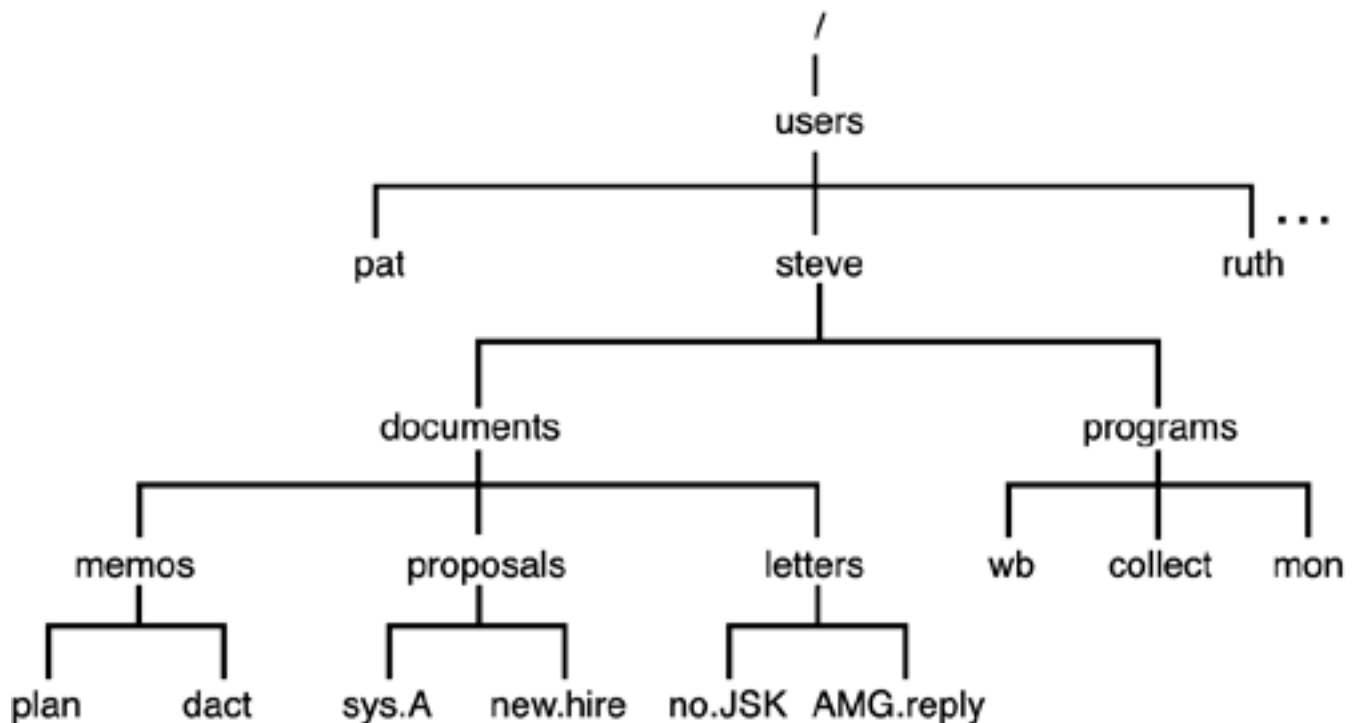 /
users
pat steve ruth ...
documents programs
memos proposals letters wb collect mon
plan dact sys.A new.hire no.JSK AMG.reply